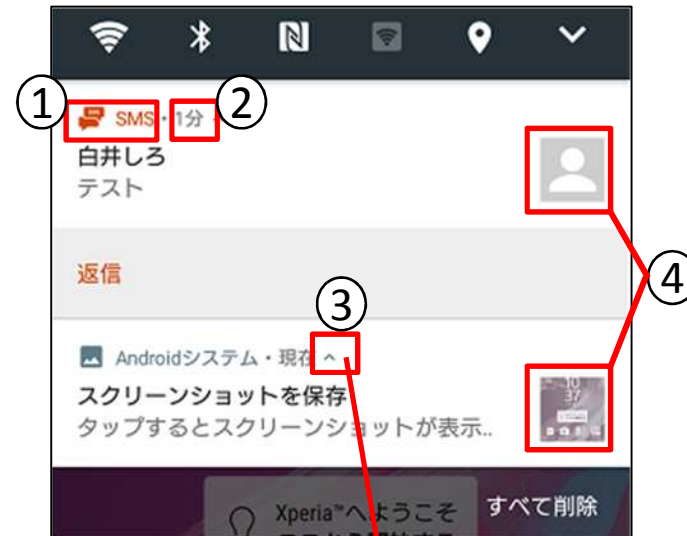 ① SMS・1分 ②
白井しろ
テスト
返信
③
④
Androidシステム・現在
スクリーンショットを保存
タップするとスクリーンショットが表示..
10
37
Xperia™へようこそ
すべて削除